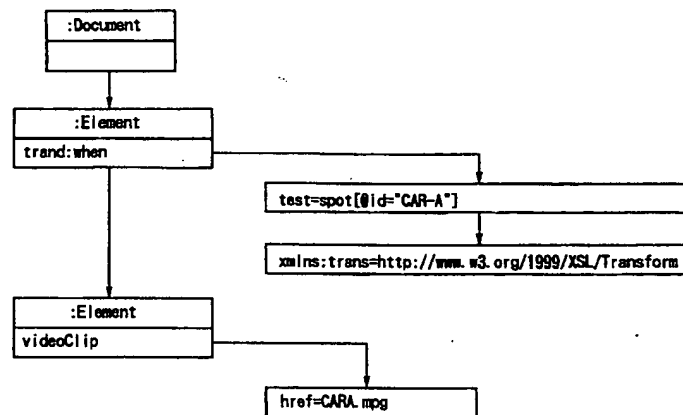 :Document
:Element
trand:when
test=spot[@id="CAR-A"]
xmlns:trans=http://www.w3.org/1999/XSL/Transform
:Element
videoClip
href=CARA.mpg